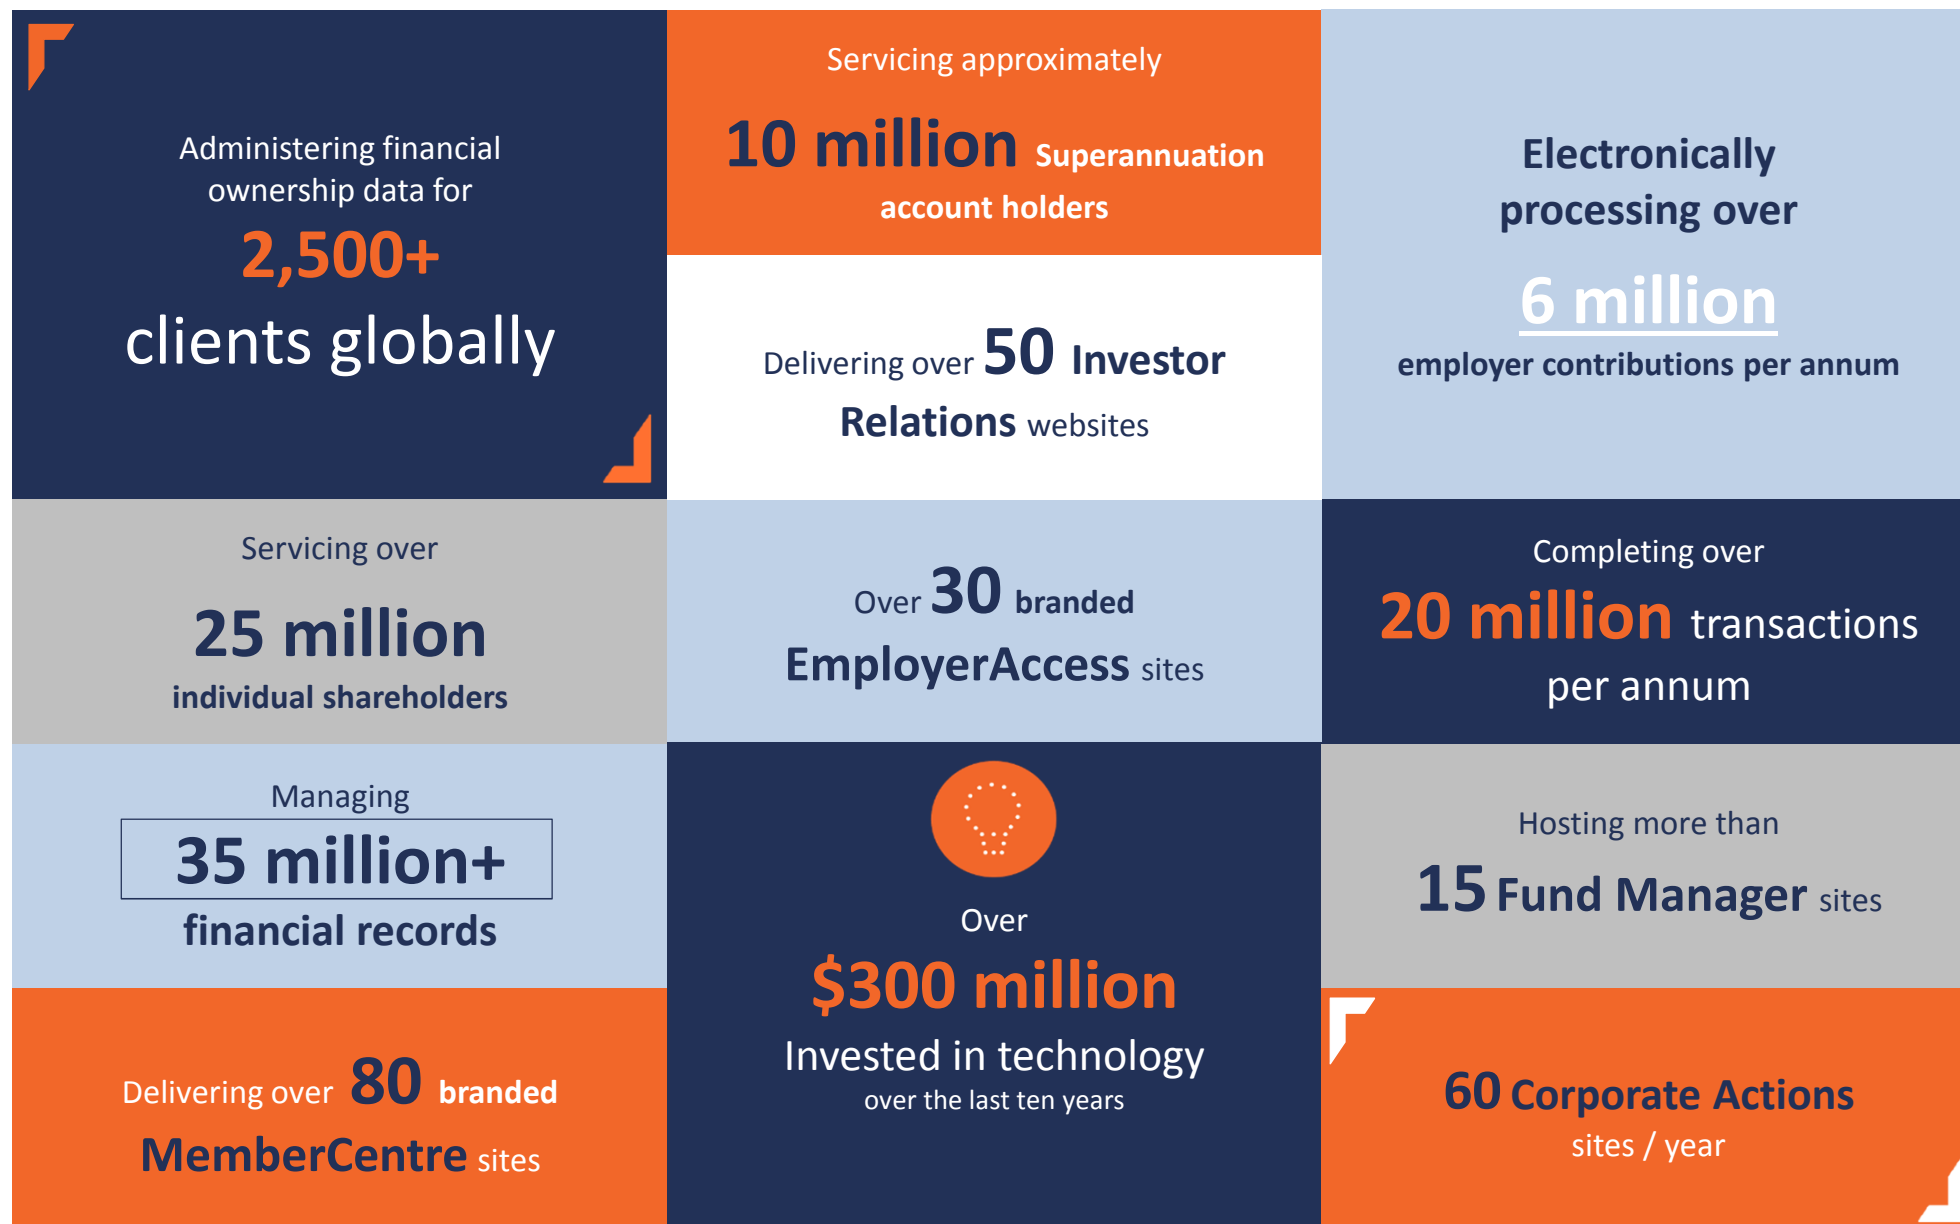 Administering financial
ownership data for
2,500+
clients globally
Servicing approximately
10 million Superannuation
account holders
Electronically
processing over
6 million
employer contributions per annum
Delivering over 50 Investor
Relations websites
Servicing over
25 million
individual shareholders
Over 30 branded
EmployerAccess sites
Completing over
20 million transactions
per annum
Managing
35 million+
financial records
Over
$300 million
Invested in technology
over the last ten years
Hosting more than
15 Fund Manager sites
Delivering over 80 branded
MemberCentre sites
60 Corporate Actions
sites / year